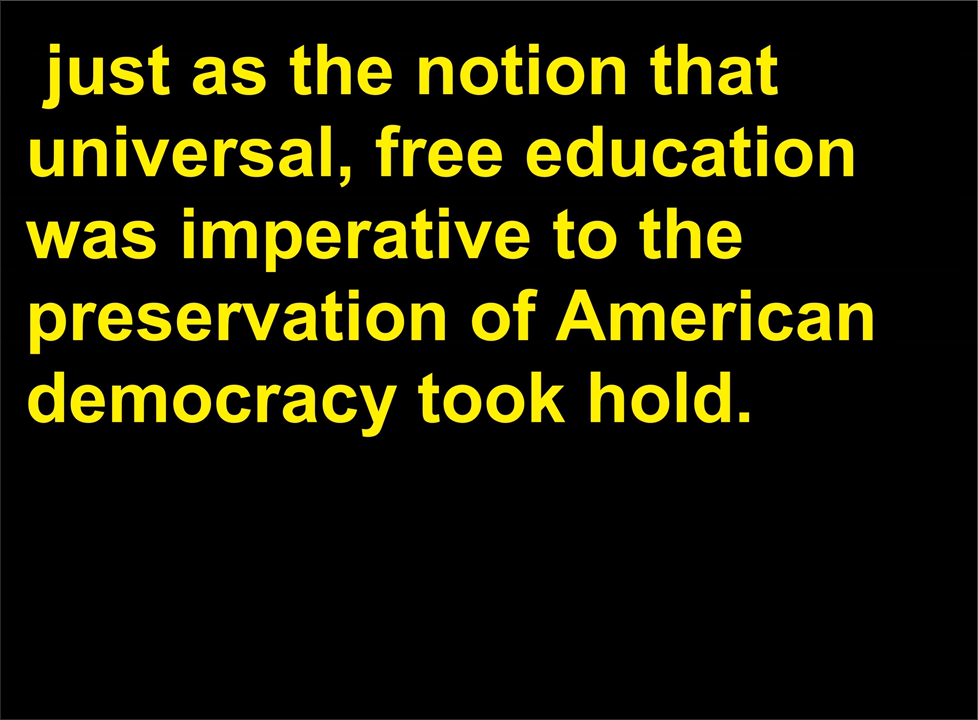 just as the notion that
universal, free education
was imperative to the
preservation of American
democracy took hold.